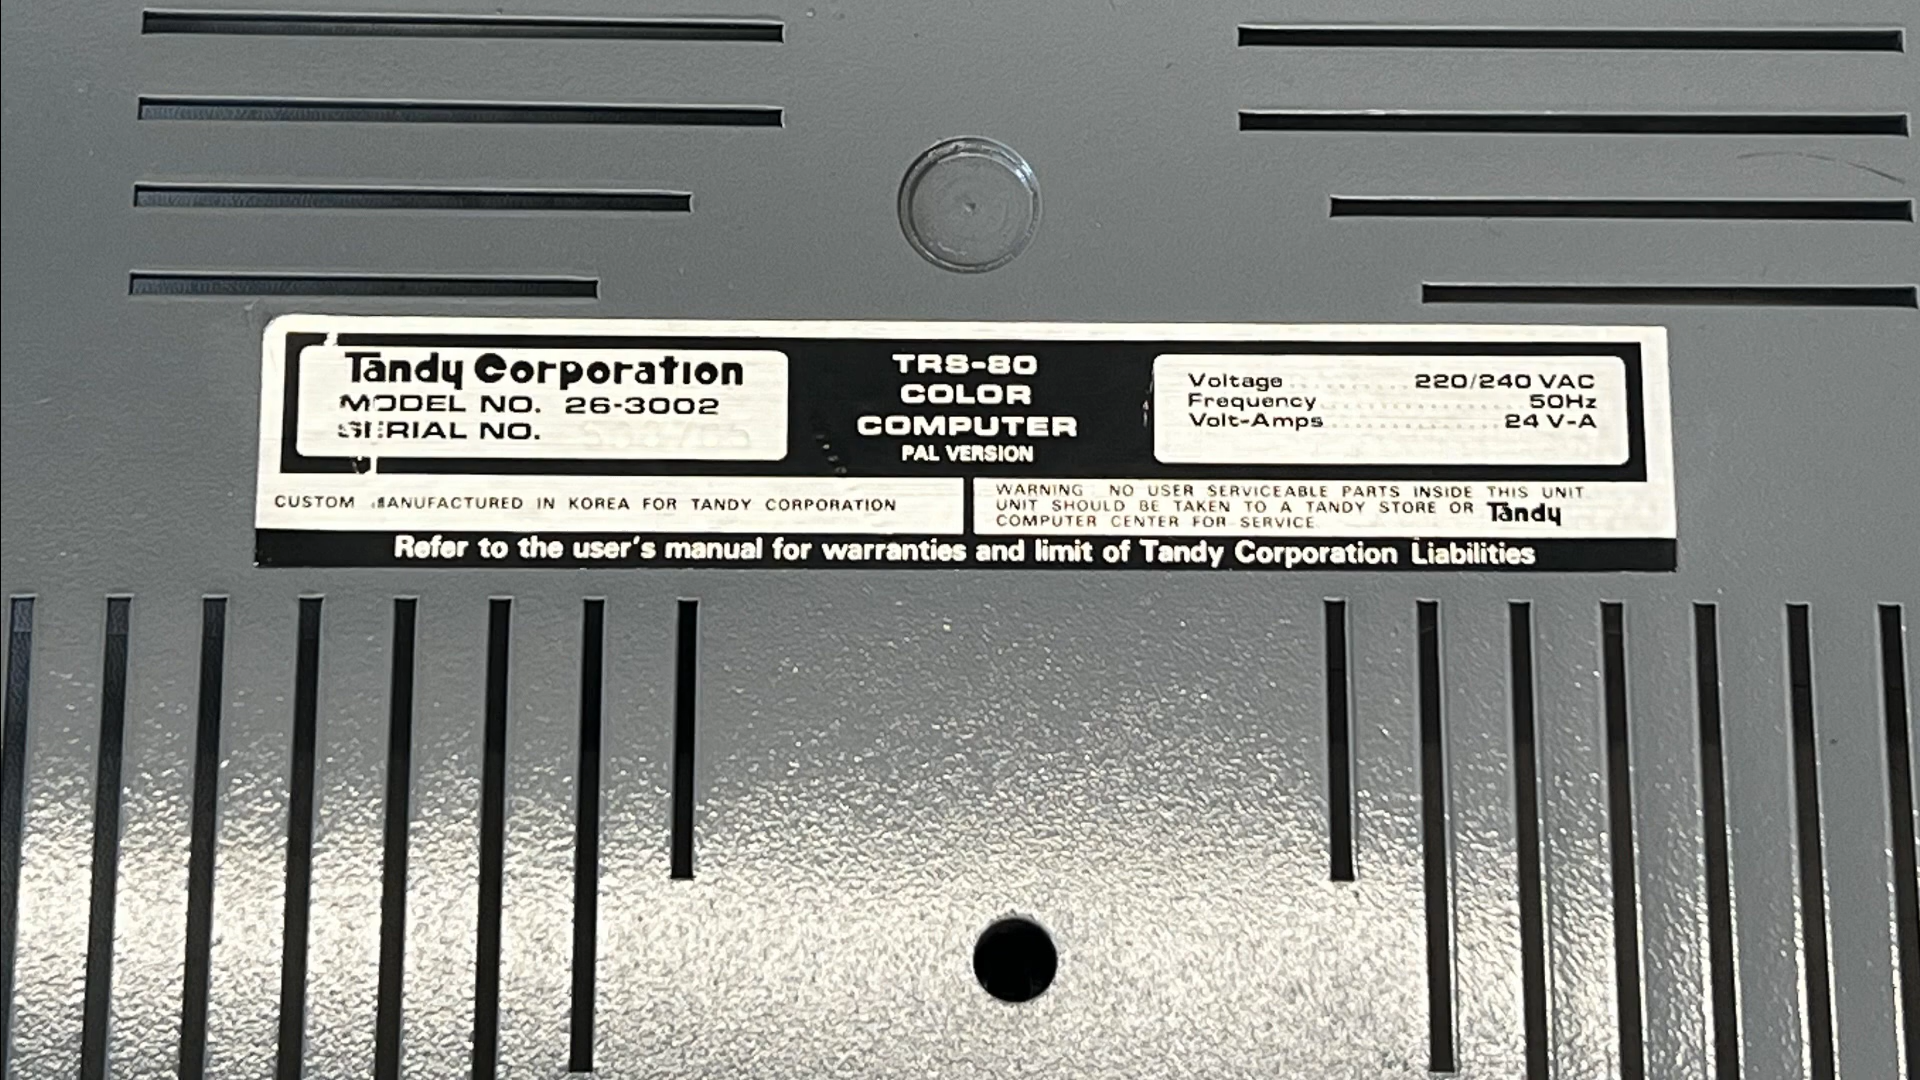 Tandy Corporation
MODEL NO. 26-3002
SERIAL NO.
TRS-80
COLOR
COMPUTER
PAL VERSION
Voltage ............ 220/240 VAC
Frequency .................... 50Hz
Volt-Amps ................. 24 V-A
CUSTOM MANUFACTURED IN KOREA FOR TANDY CORPORATION
WARNING NO USER SERVICEABLE PARTS INSIDE THIS UNIT
UNIT SHOULD BE TAKEN TO A TANDY STORE OR Tandy
COMPUTER CENTER FOR SERVICE
Refer to the user's manual for warranties and limit of Tandy Corporation Liabilities